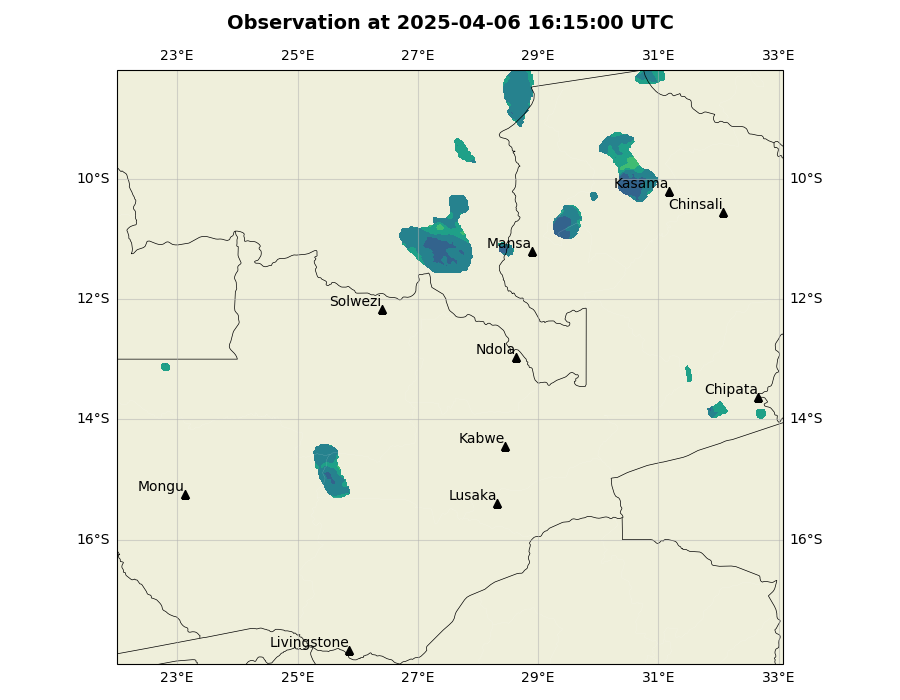 Observation at 2025-04-06 16:15:00 UTC
23°E 25°E 27°E 29°E 31°E 33°E
10°S 10°S
Kasama
Chinsali
Mansa
12°S 12°S
Solwezi
Ndola
Chipata
14°S 14°S
Kabwe
Mongu
Lusaka
16°S 16°S
Livingstone
23°E 25°E 27°E 29°E 31°E 33°E